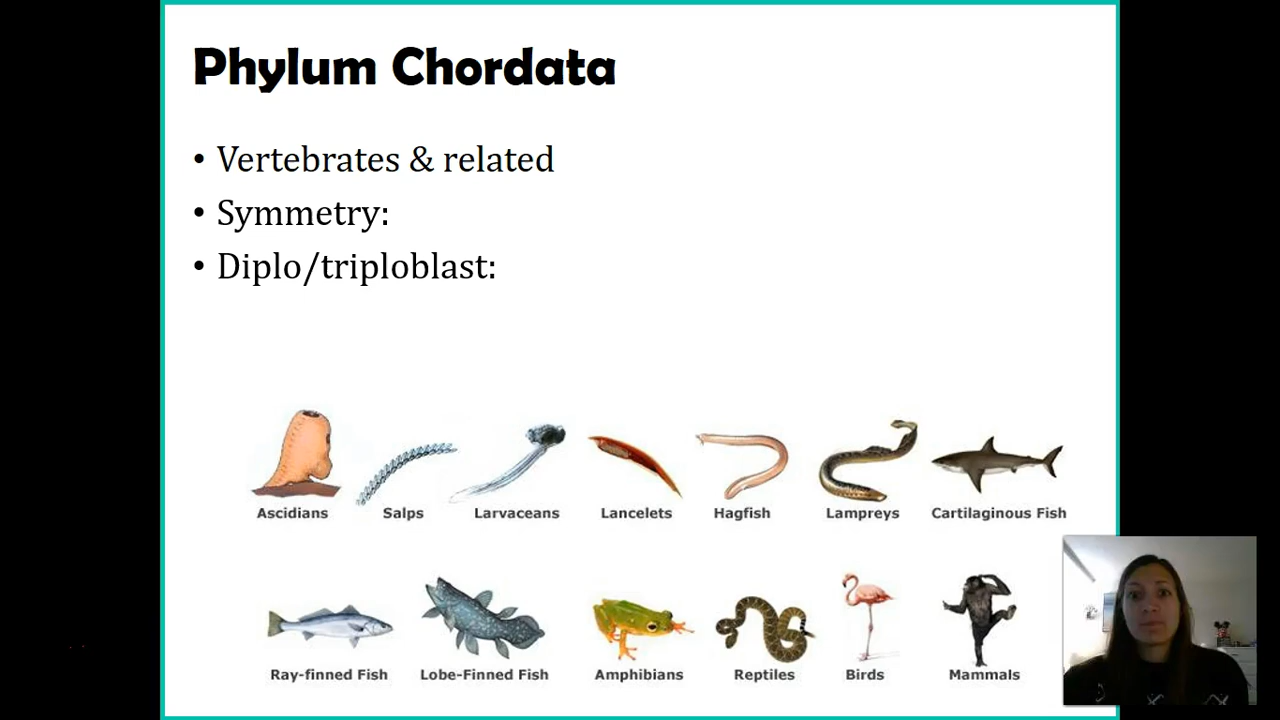 Phylum Chordata
• Vertebrates & related
• Symmetry:
• Diplo/triploblast:
Ascidians Salps Larvaceans Lancelets Hagfish Lampreys Cartilaginous Fish
Ray-finned Fish Lobe-Finned Fish Amphibians Reptiles Birds Mammals